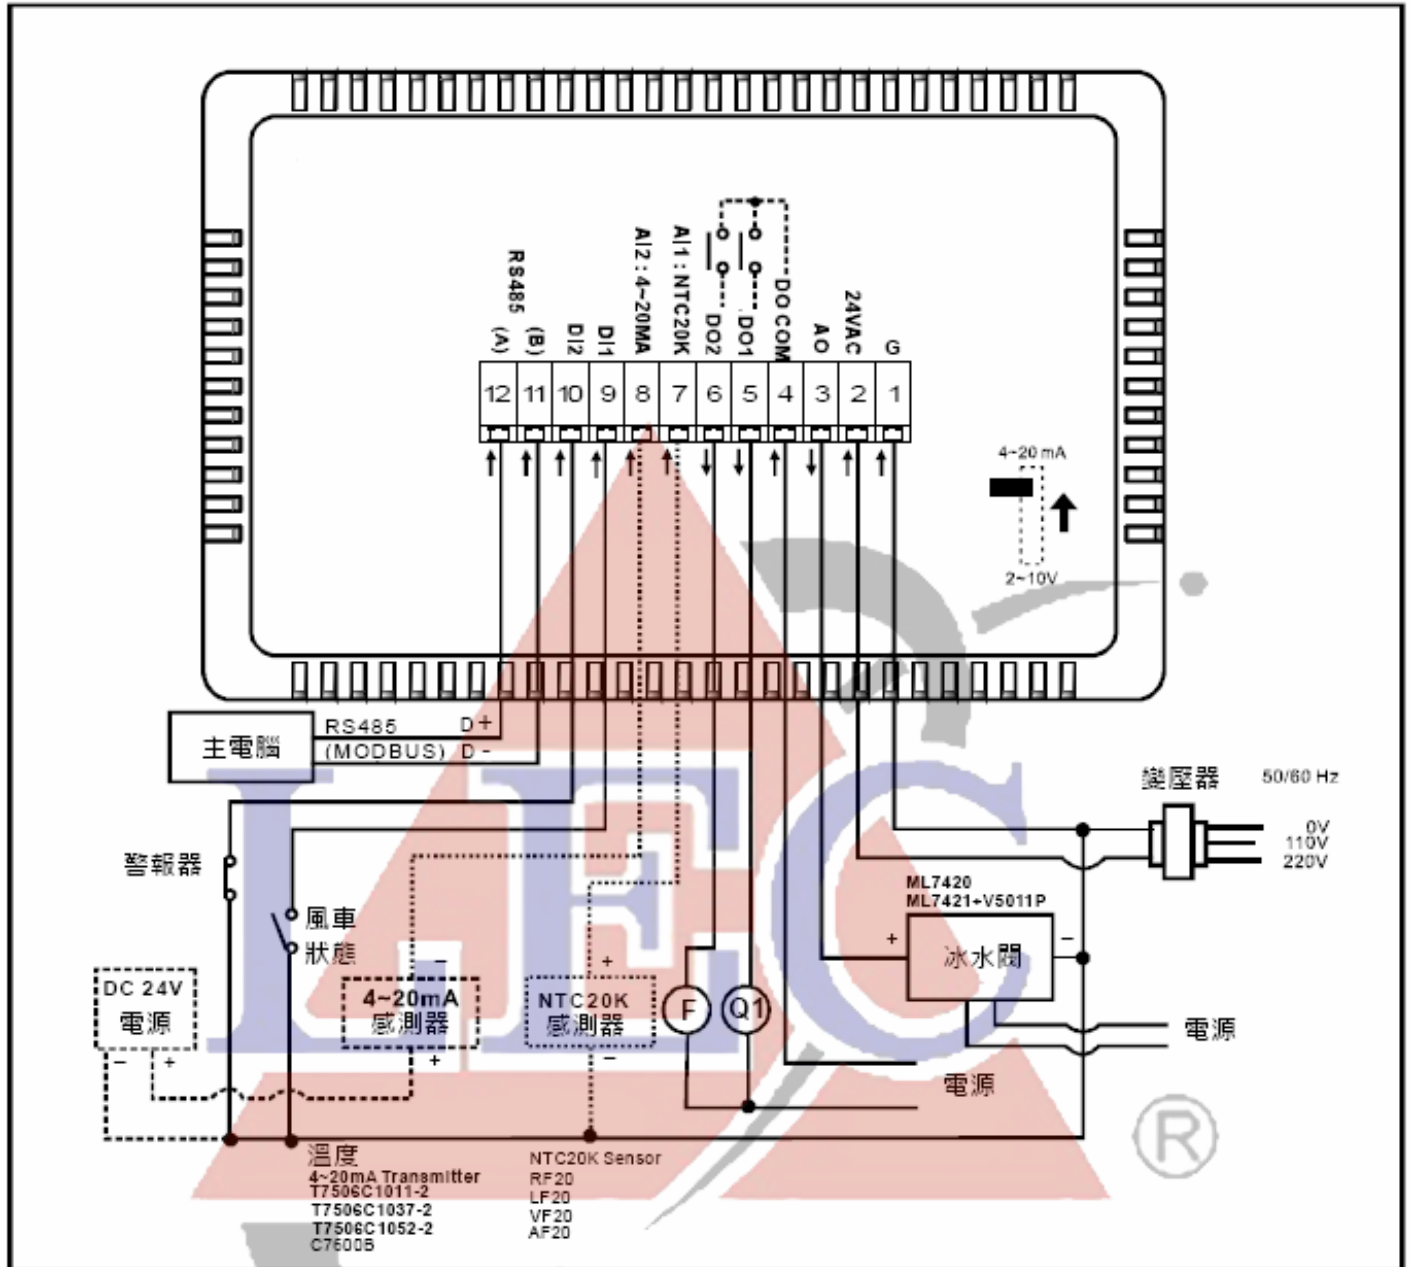 RS485
(A)
(B)
DI2
DI1
AI2 : 4~20MA
AI1 : NTC20K
DO2
DO1
DO COM
AO
24VAC
G
12 11 10 9 8 7 6 5 4 3 2 1
4~20 mA
2~10V
主電腦
RS485 D+
(MODBUS) D-
變壓器 50/60 Hz
0V
110V
220V
警報器
風車
狀態
ML7420
ML7421+V5011P
+ 冰水閥 -
電源
DC 24V
電源
- +
-
4~20mA
感測器
+
+
NTC20K
感測器
-
F
Q1
電源
溫度
4~20mA Transmitter
T7506C1011-2
T7506C1037-2
T7506C1052-2
C7600B
NTC20K Sensor
RF20
LF20
VF20
AF20
LEC
®